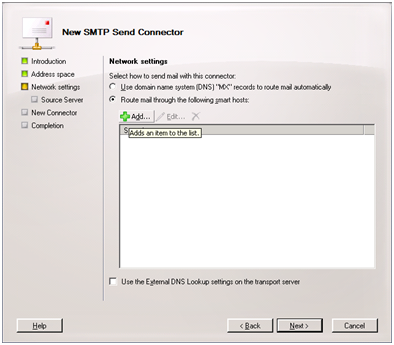 New SMTP Send Connector
Introduction
Address space
Network settings
Source Server
New Connector
Completion
Network settings
Select how to send mail with this connector:
Use domain name system (DNS) "MX" records to route mail automatically
Route mail through the following smart hosts:
Add... Edit...
S
Adds an item to the list.
Use the External DNS Lookup settings on the transport server
Help < Back Next > Cancel